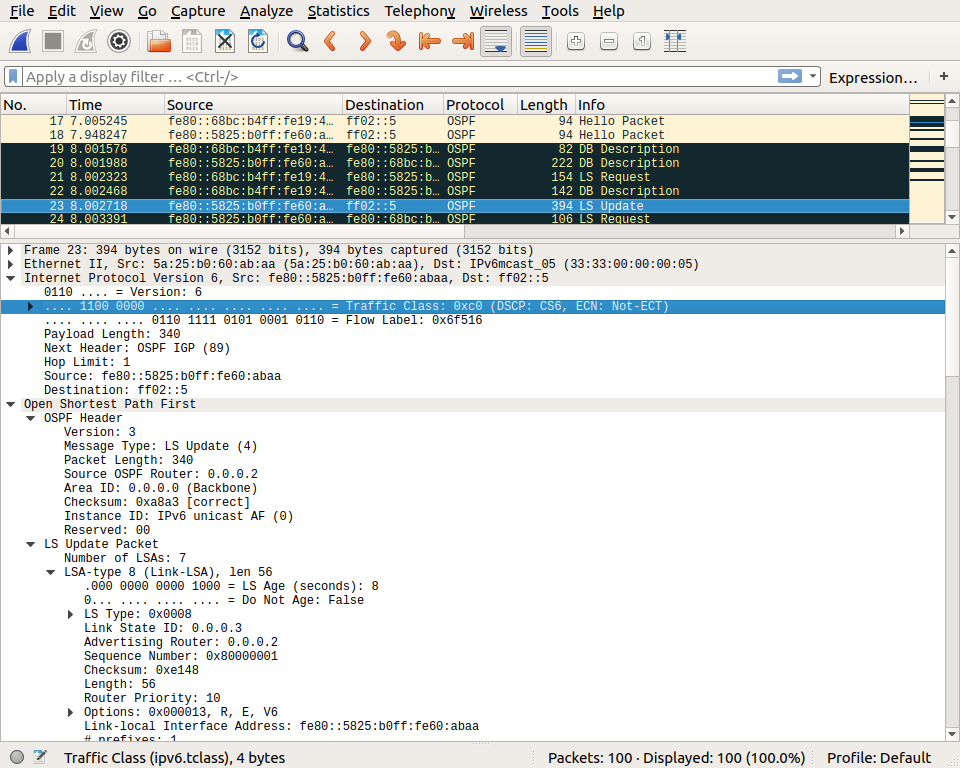 File Edit View Go Capture Analyze Statistics Telephony Wireless Tools Help
Apply a display filter … <Ctrl-/> Expression… +
No. Time Source Destination Protocol Length Info
17 7.005245 fe80::68bc:b4ff:fe19:4… ff02::5 OSPF 94 Hello Packet
18 7.948247 fe80::5825:b0ff:fe60:a… ff02::5 OSPF 94 Hello Packet
19 8.001576 fe80::68bc:b4ff:fe19:4… fe80::5825:b… OSPF 82 DB Description
20 8.001988 fe80::5825:b0ff:fe60:a… fe80::68bc:b… OSPF 222 DB Description
21 8.002323 fe80::68bc:b4ff:fe19:4… fe80::5825:b… OSPF 154 LS Request
22 8.002468 fe80::68bc:b4ff:fe19:4… fe80::5825:b… OSPF 142 DB Description
23 8.002718 fe80::5825:b0ff:fe60:a… ff02::5 OSPF 394 LS Update
24 8.003391 fe80::5825:b0ff:fe60:a… fe80::68bc:b… OSPF 106 LS Request
Frame 23: 394 bytes on wire (3152 bits), 394 bytes captured (3152 bits)
Ethernet II, Src: 5a:25:b0:60:ab:aa (5a:25:b0:60:ab:aa), Dst: IPv6mcast_05 (33:33:00:00:00:05)
Internet Protocol Version 6, Src: fe80::5825:b0ff:fe60:abaa, Dst: ff02::5
0110 .... = Version: 6
.... 1100 0000 .... .... .... .... .... = Traffic Class: 0xc0 (DSCP: CS6, ECN: Not-ECT)
.... .... .... 0110 1111 0101 0001 0110 = Flow Label: 0x6f516
Payload Length: 340
Next Header: OSPF IGP (89)
Hop Limit: 1
Source: fe80::5825:b0ff:fe60:abaa
Destination: ff02::5
Open Shortest Path First
OSPF Header
Version: 3
Message Type: LS Update (4)
Packet Length: 340
Source OSPF Router: 0.0.0.2
Area ID: 0.0.0.0 (Backbone)
Checksum: 0xa8a3 [correct]
Instance ID: IPv6 unicast AF (0)
Reserved: 00
LS Update Packet
Number of LSAs: 7
LSA-type 8 (Link-LSA), len 56
.000 0000 0000 1000 = LS Age (seconds): 8
0... .... .... .... = Do Not Age: False
LS Type: 0x0008
Link State ID: 0.0.0.3
Advertising Router: 0.0.0.2
Sequence Number: 0x80000001
Checksum: 0xe148
Length: 56
Router Priority: 10
Options: 0x000013, R, E, V6
Link-local Interface Address: fe80::5825:b0ff:fe60:abaa
# prefixes: 1
Traffic Class (ipv6.tclass), 4 bytes Packets: 100 · Displayed: 100 (100.0%) Profile: Default